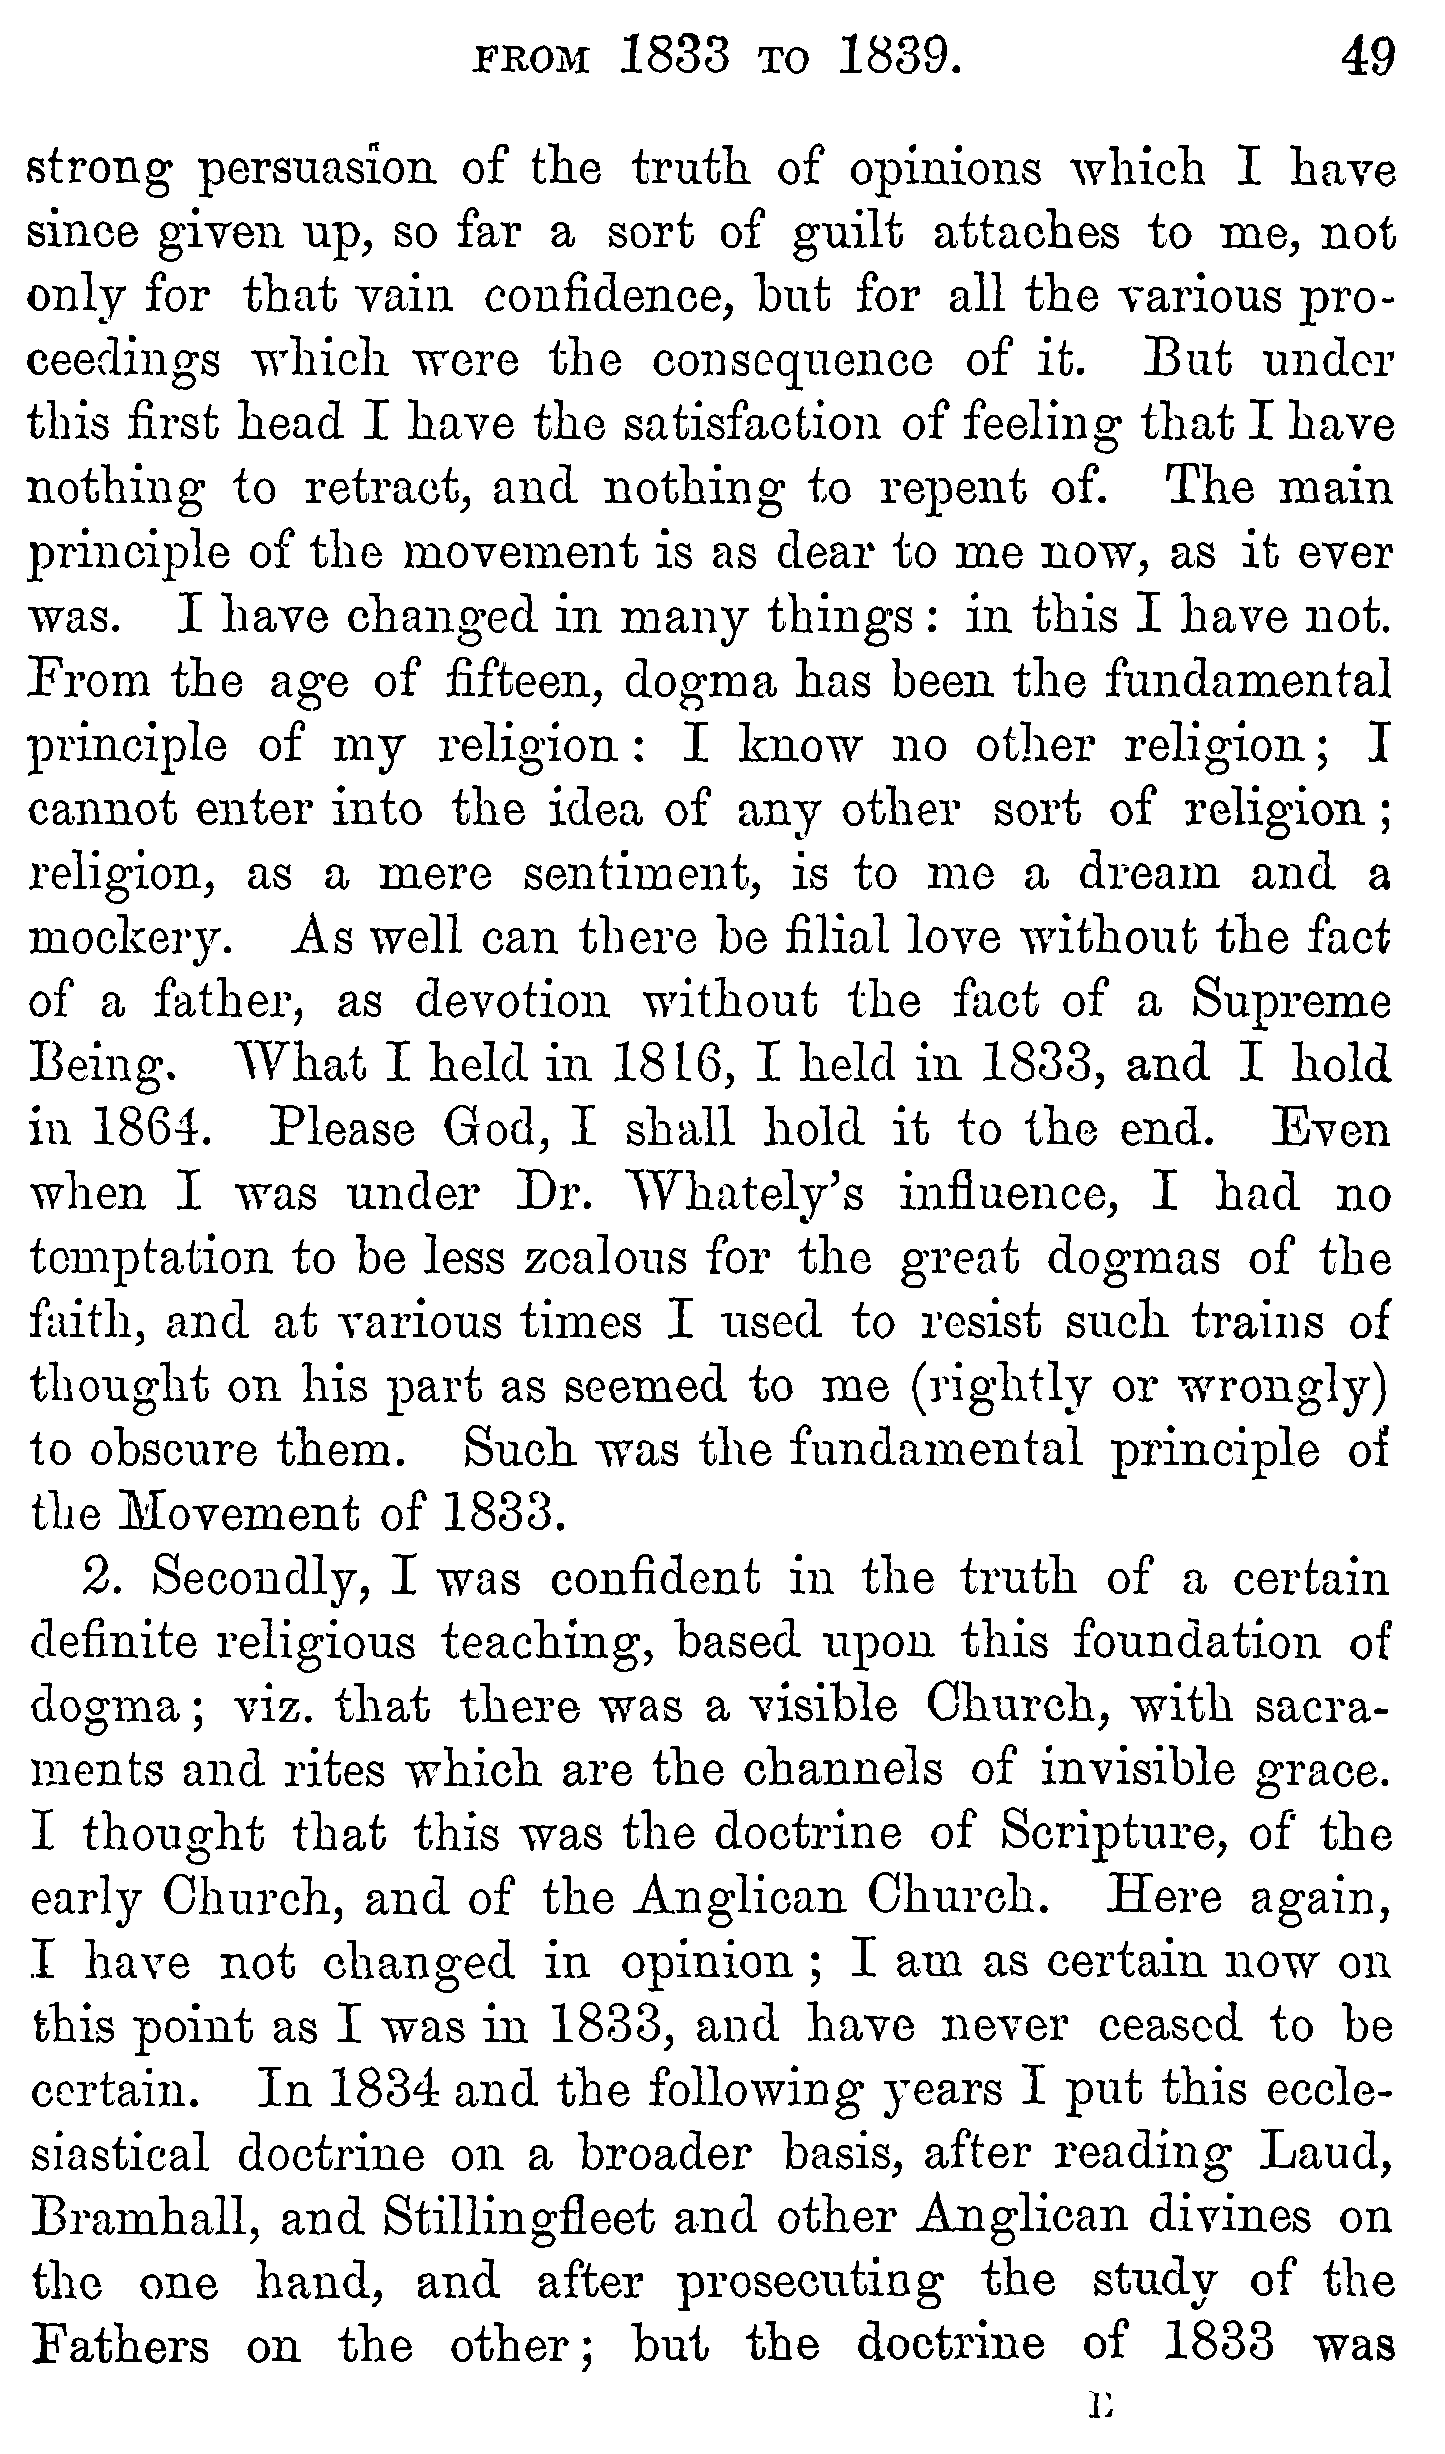 FROM 1833 TO 1839. 49
strong persuasion of the truth of opinions which I have
since given up, so far a sort of guilt attaches to me, not
only for that vain confidence, but for all the various pro-
ceedings which were the consequence of it. But under
this first head I have the satisfaction of feeling that I have
nothing to retract, and nothing to repent of. The main
principle of the movement is as dear to me now, as it ever
was. I have changed in many things: in this I have not.
From the age of fifteen, dogma has been the fundamental
principle of my religion: I know no other religion; I
cannot enter into the idea of any other sort of religion;
religion, as a mere sentiment, is to me a dream and a
mockery. As well can there be filial love without the fact
of a father, as devotion without the fact of a Supreme
Being. What I held in 1816, I held in 1833, and I hold
in 1864. Please God, I shall hold it to the end. Even
when I was under Dr. Whately's influence, I had no
temptation to be less zealous for the great dogmas of the
faith, and at various times I used to resist such trains of
thought on his part as seemed to me (rightly or wrongly)
to obscure them. Such was the fundamental principle of
the Movement of 1833.
2. Secondly, I was confident in the truth of a certain
definite religious teaching, based upon this foundation of
dogma; viz. that there was a visible Church, with sacra-
ments and rites which are the channels of invisible grace.
I thought that this was the doctrine of Scripture, of the
early Church, and of the Anglican Church. Here again,
I have not changed in opinion; I am as certain now on
this point as I was in 1833, and have never ceased to be
certain. In 1834 and the following years I put this eccle-
siastical doctrine on a broader basis, after reading Laud,
Bramhall, and Stillingfleet and other Anglican divines on
the one hand, and after prosecuting the study of the
Fathers on the other; but the doctrine of 1833 was
E